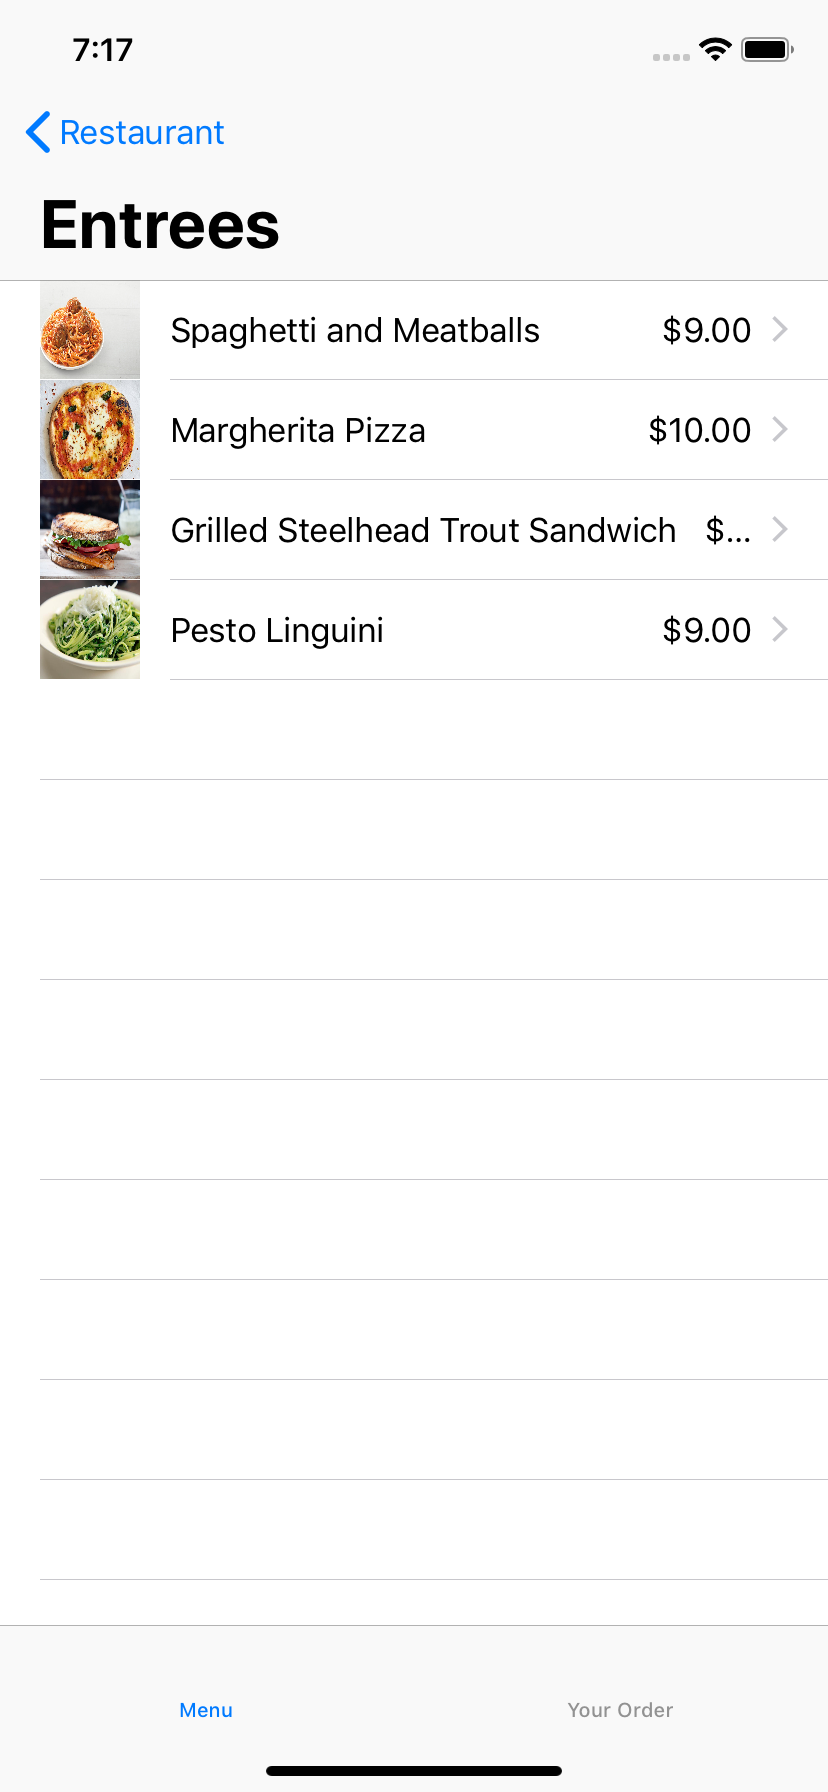 7:17
Restaurant
Entrees
Spaghetti and Meatballs $9.00
Margherita Pizza $10.00
Grilled Steelhead Trout Sandwich $...
Pesto Linguini $9.00
Menu Your Order